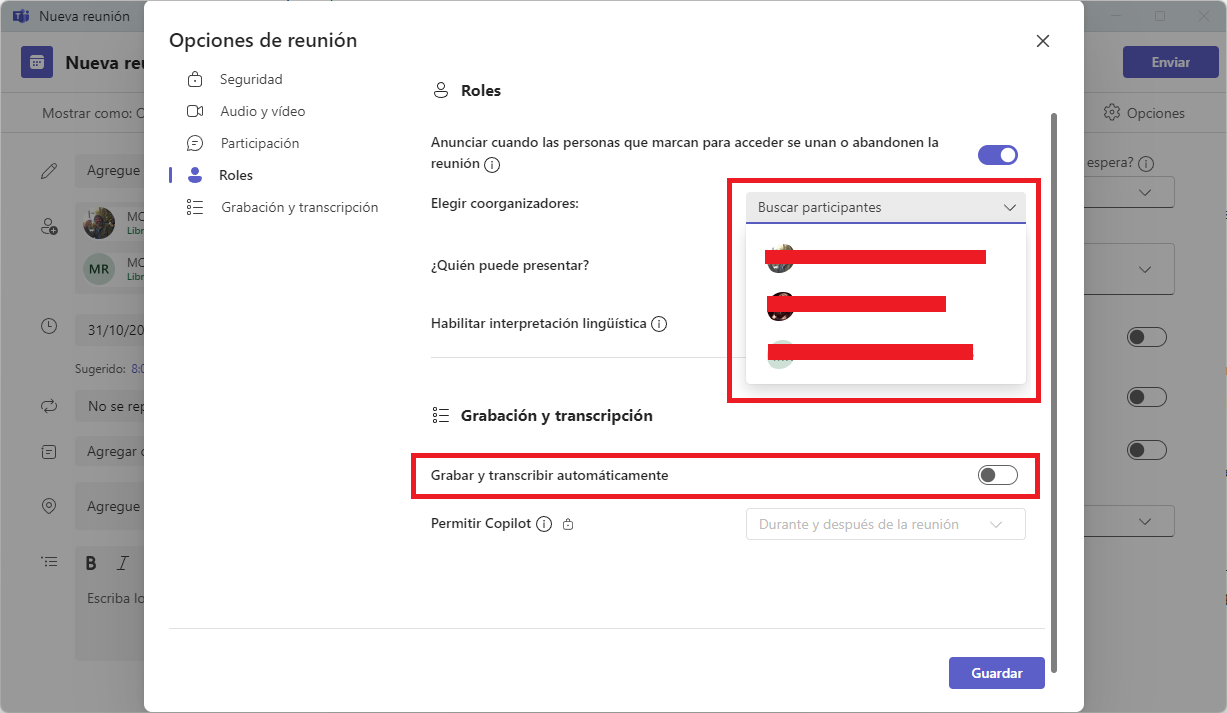 Nueva reunión
Opciones de reunión
Nueva reu
Enviar
Mostrar como:
Opciones
Seguridad
Audio y vídeo
Participación
Roles
Grabación y transcripción
Roles
Anunciar cuando las personas que marcan para acceder se unan o abandonen la
reunión
Elegir coorganizadores:
Buscar participantes
¿Quién puede presentar?
Habilitar interpretación lingüística
Grabación y transcripción
Grabar y transcribir automáticamente
Permitir Copilot
Durante y después de la reunión
Guardar
Agregue
espera?
MC
Libr
MR
MC
Libr
31/10/20
Sugerido: 8:0
No se rep
Agregar
Agregue
B I
Escriba lo